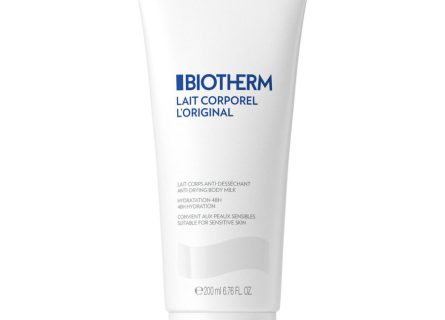 BIOTHERM
LAIT CORPOREL
L'ORIGINAL
LAIT CORPS ANTI-DESSÉCHANT
ANTI-DRYING BODY MILK
HYDRATATION 48H
48H HYDRATION
CONVIENT AUX PEAUX SENSIBLES
SUITABLE FOR SENSITIVE SKIN
℮ 200 ml 6.76 FL. OZ.